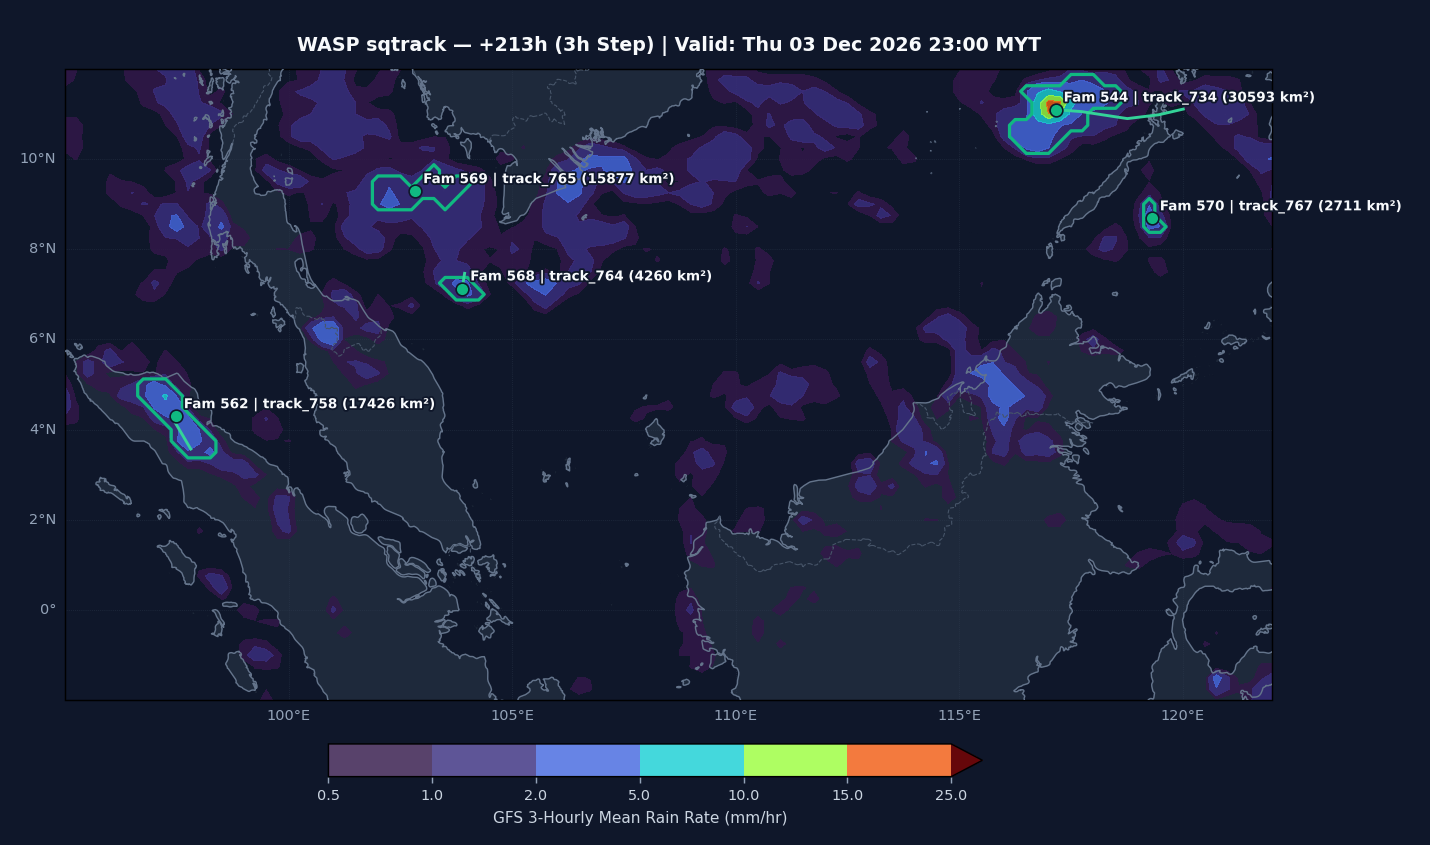 WASP sqtrack — +213h (3h Step) | Valid: Thu 03 Dec 2026 23:00 MYT
Fam 544 | track_734 (30593 km²)
10°N
Fam 569 | track_765 (15877 km²)
Fam 570 | track_767 (2711 km²)
8°N
Fam 568 | track_764 (4260 km²)
6°N
Fam 562 | track_758 (17426 km²)
4°N
2°N
0°
100°E 105°E 110°E 115°E 120°E
0.5 1.0 2.0 5.0 10.0 15.0 25.0
GFS 3-Hourly Mean Rain Rate (mm/hr)